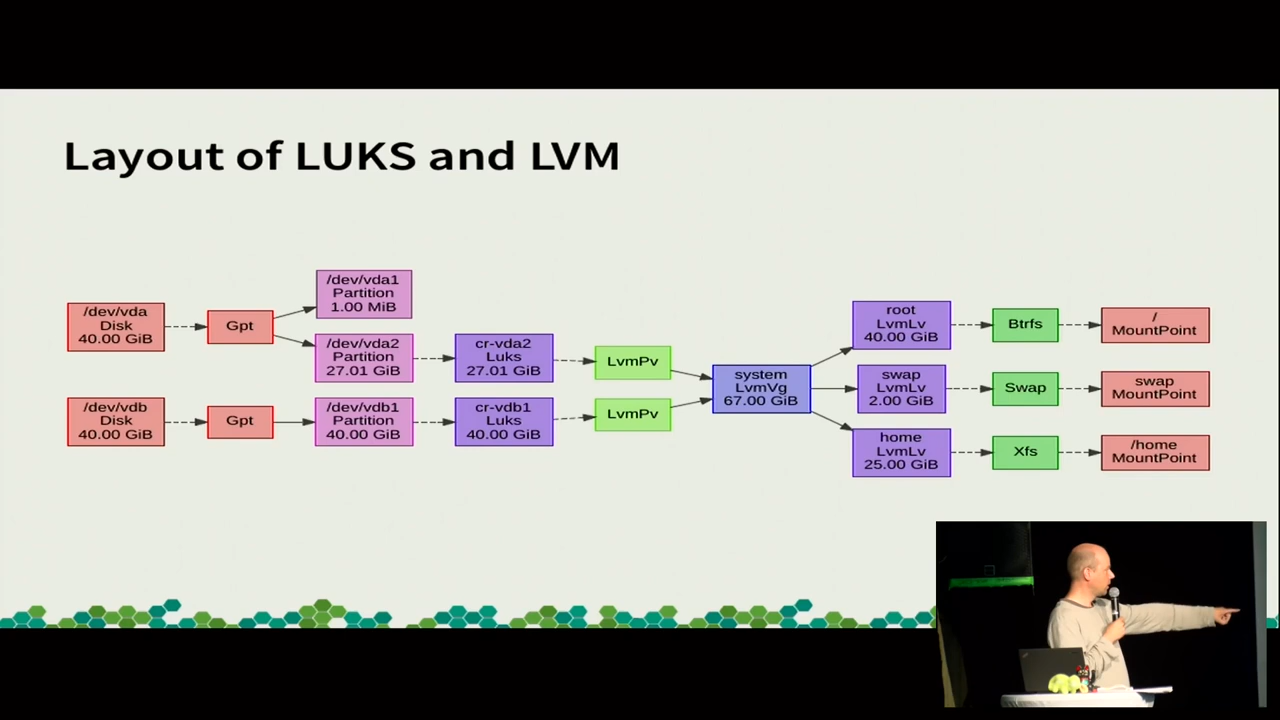 Layout of LUKS and LVM
/dev/vda
Disk
40.00 GiB
Gpt
/dev/vda1
Partition
1.00 MiB
/dev/vda2
Partition
27.01 GiB
cr-vda2
Luks
27.01 GiB
LvmPv
/dev/vdb
Disk
40.00 GiB
Gpt
/dev/vdb1
Partition
40.00 GiB
cr-vdb1
Luks
40.00 GiB
LvmPv
system
LvmVg
67.00 GiB
root
LvmLv
40.00 GiB
Btrfs
/
MountPoint
swap
LvmLv
2.00 GiB
Swap
swap
MountPoint
home
LvmLv
25.00 GiB
Xfs
/home
MountPoint